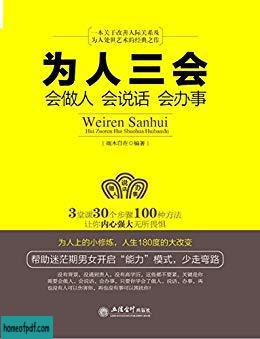 一本关于改善人际关系及
为人处世艺术的经典之作
为人三会
会做人 会说话 会办事
Weiren Sanhui
Hui Zuoren Hui Shuohua Huibanshi
[ 端木自在 ◎ 编著 ]
3堂课30个步骤100种方法
让你内心强大无所畏惧
为人上的小修炼，人生180度的大改变
帮助迷茫期男女开启“能力”模式，少走弯路
立信会计出版社
homeofpdf.com